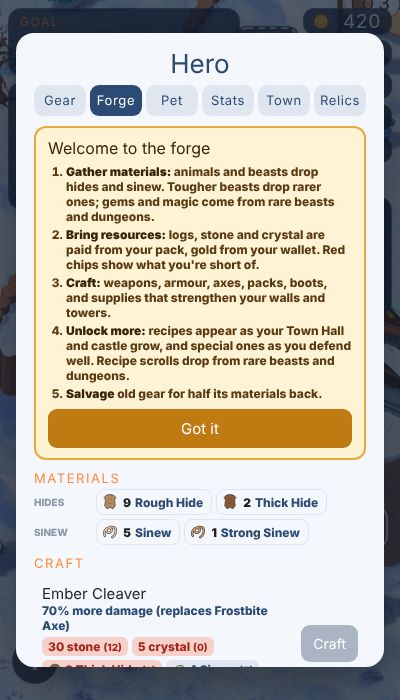 GOAL
420
Hero
Gear Forge Pet Stats Town Relics
Welcome to the forge
1. Gather materials: animals and beasts drop
hides and sinew. Tougher beasts drop rarer
ones; gems and magic come from rare beasts
and dungeons.
2. Bring resources: logs, stone and crystal are
paid from your pack, gold from your wallet. Red
chips show what you're short of.
3. Craft: weapons, armour, axes, packs, boots,
and supplies that strengthen your walls and
towers.
4. Unlock more: recipes appear as your Town Hall
and castle grow, and special ones as you defend
well. Recipe scrolls drop from rare beasts and
dungeons.
5. Salvage old gear for half its materials back.
Got it
MATERIALS
HIDES 9 Rough Hide 2 Thick Hide
SINEW 5 Sinew 1 Strong Sinew
CRAFT
Ember Cleaver
70% more damage (replaces Frostbite
Axe)
30 stone (12) 5 crystal (0)
Craft